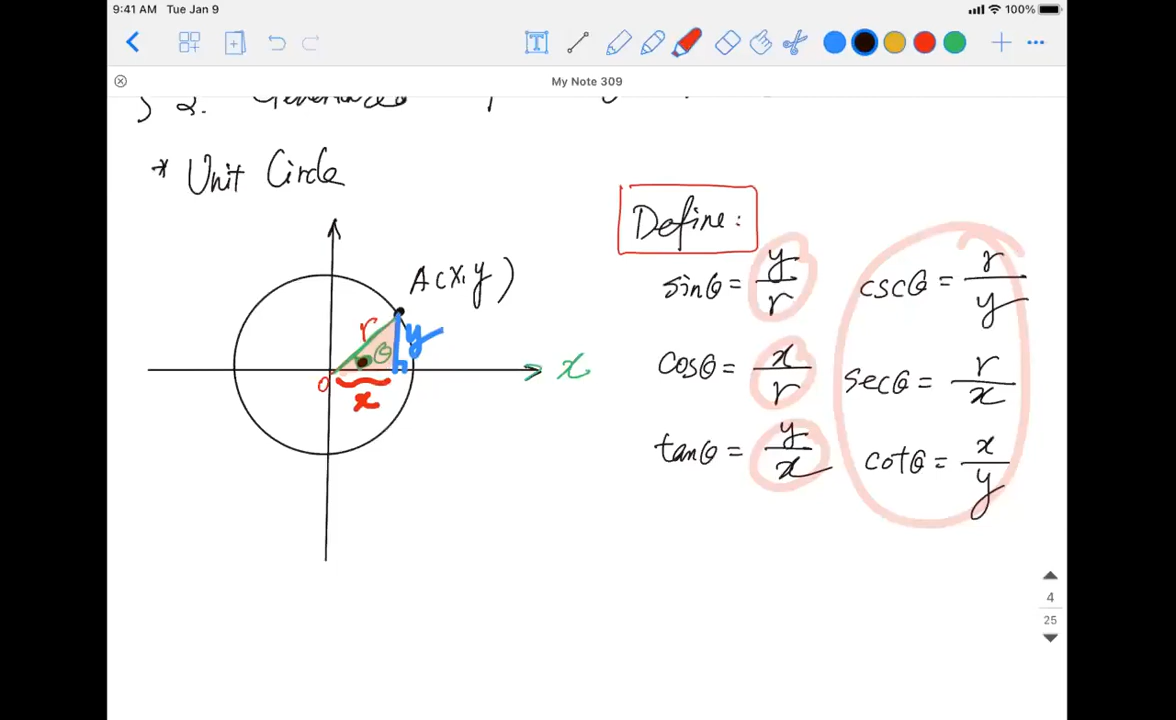 9:41 AM Tue Jan 9
100%
T
My Note 309
§ 2.
* Unit Circle
Define:
A(x, y)
sinθ = y/r
cscθ = r/y
r
y
θ
cosθ = x/r
secθ = r/x
x
O
x
tanθ = y/x
cotθ = x/y
4
25